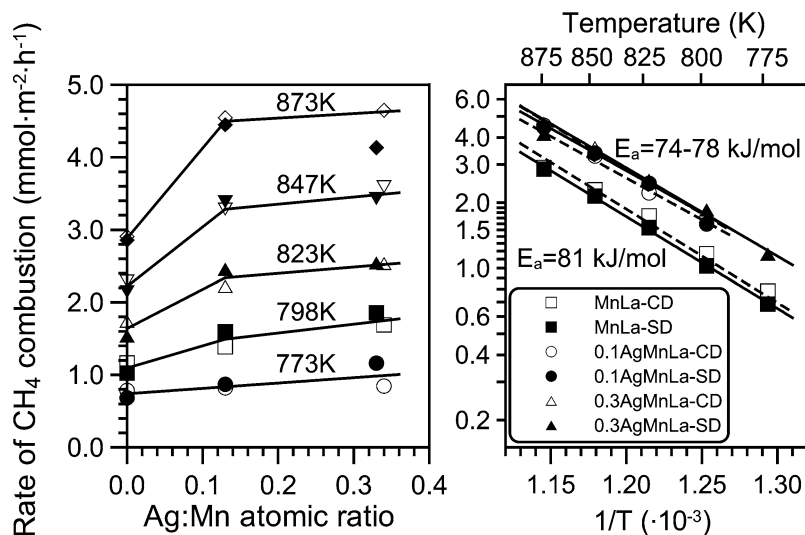 Rate of CH4 combustion (mmol·m-2·h-1)
5.0
4.0
3.0
2.0
1.0
0.0
873K
847K
823K
798K
773K
0.0
0.1
0.2
0.3
0.4
Ag:Mn atomic ratio
Temperature (K)
875
850
825
800
775
6.0
4.0
3.0
2.0
1.5
1.0
0.6
0.4
0.2
Ea=74-78 kJ/mol
Ea=81 kJ/mol
MnLa-CD
MnLa-SD
0.1AgMnLa-CD
0.1AgMnLa-SD
0.3AgMnLa-CD
0.3AgMnLa-SD
1.15
1.20
1.25
1.30
1/T (·10-3)